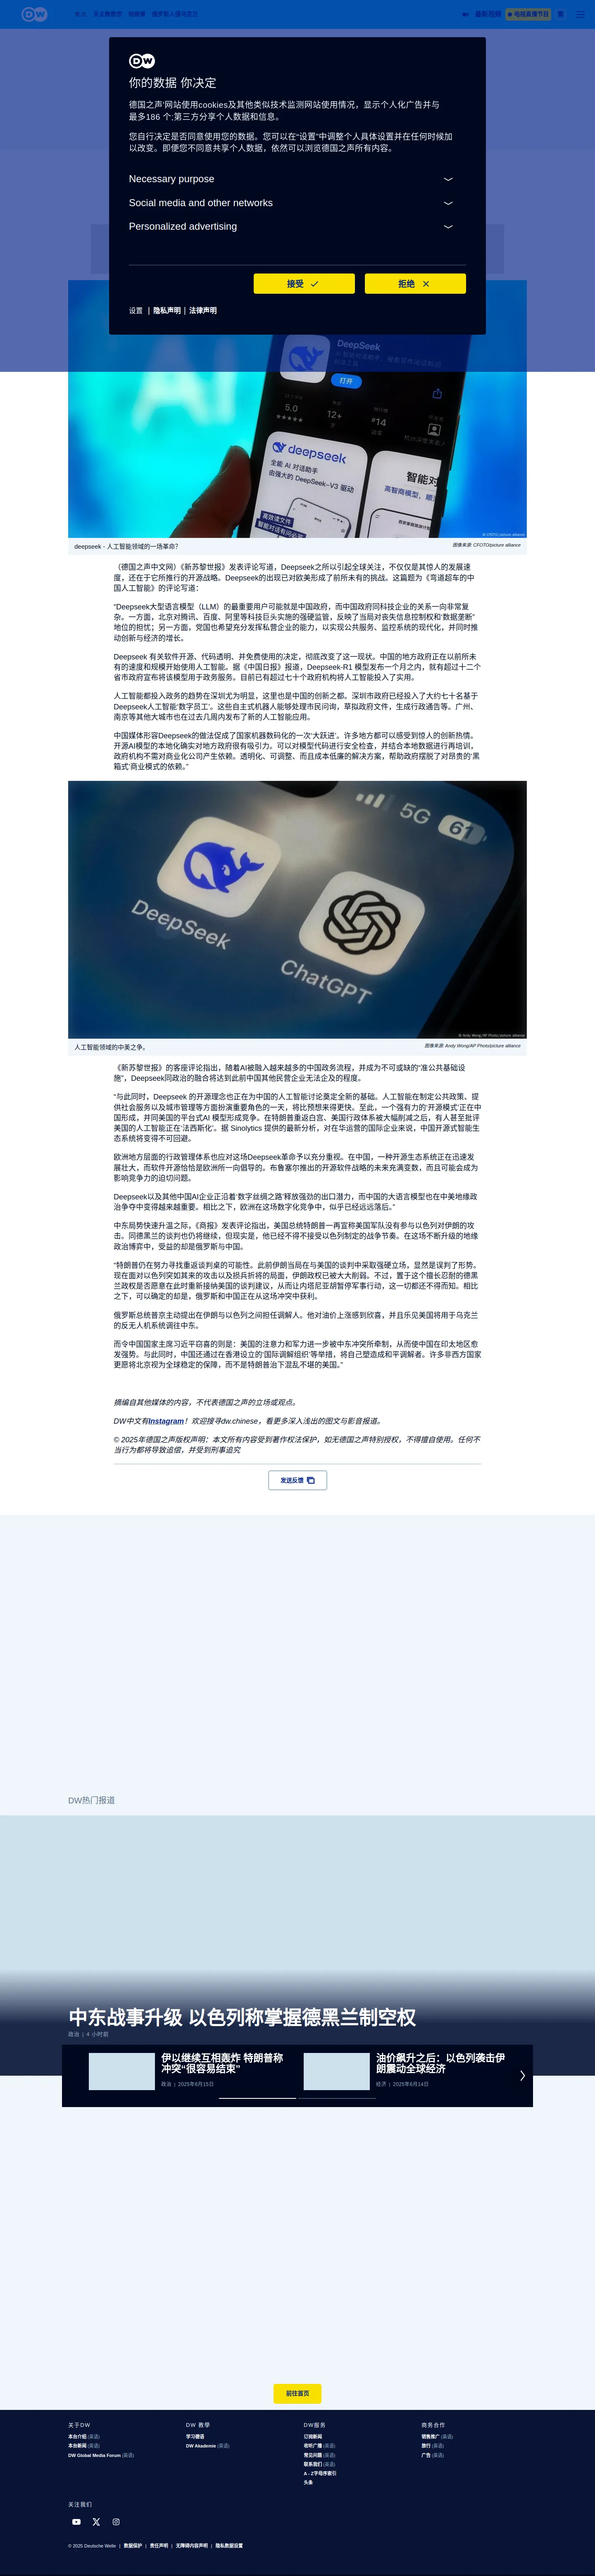 DW
最新视频
电视直播节目
DW
你的数据 你决定
德国之声'网站使用cookies及其他类似技术监测网站使用情况，显示个人化广告并与
最多186 个;第三方分享个人数据和信息。
您自行决定是否同意使用您的数据。您可以在"设置"中调整个人具体设置并在任何时候加
以改变。即便您不同意共享个人数据，依然可以浏览德国之声所有内容。
Necessary purpose
Social media and other networks
Personalized advertising
接受
拒绝
设置 | 隐私声明 | 法律声明
打开
5.0
12+
#14
deepseek
全能 AI 对话助手
智能对
高效读文件
deepseek - 人工智能领域的一场革命？
图像来源: CFOTO/picture alliance
（德国之声中文网）《新苏黎世报》发表评论写道，Deepseek之所以引起全球关注，不仅仅是其惊人的发展速
度，还在于它所推行的开源战略。Deepseek的出现已对欧美形成了前所未有的挑战。这篇题为《弯道超车的中
国人工智能》的评论写道：
"Deepseek大型语言模型（LLM）的最重要用户可能就是中国政府，而中国政府同科技企业的关系一向非常复
杂。一方面，北京对腾讯、百度、阿里等科技巨头实施的强硬监管，反映了当局对丧失信息控制权和'数据垄断"
地位的担忧；另一方面，党国也希望充分发挥私营企业的能力，以实现公共服务、监控系统的现代化，并同时推
动创新与经济的增长。
Deepseek 有关软件开源、代码透明、并免费使用的决定，彻底改变了这一现状。中国的地方政府正在以前所未
有的速度和规模开始使用人工智能。据《中国日报》报道，Deepseek-R1 模型发布一个月之内，就有超过十二个
省市政府宣布将该模型用于政务服务。目前已有超过七十个政府机构将人工智能投入了实用。
人工智能都投入政务的趋势在深圳尤为明显，这里也是中国的创新之都。深圳市政府已经投入了大约七十名基于
Deepseek人工智能'数字员工'。这些自主式机器人能够处理市民问询，草拟政府文件，生成行政通告等。广州、
南京等其他大城市也在过去几周内发布了新的人工智能应用。
中国媒体形容Deepseek的做法促成了国家机器数码化的一次'大跃进'。许多地方都可以感受到惊人的创新热情。
开源AI模型的本地化确实对地方政府很有吸引力。可以对模型代码进行安全检查，并结合本地数据进行再培训，
政府机构不需对商业化公司产生依赖。透明化、可调整、而且成本低廉的解决方案，帮助政府摆脱了对昂贵的'黑
箱式'商业模式的依赖。"
5G
61
DeepSeek
ChatGPT
© Andy Wong /AP Photo/picture alliance
人工智能领域的中美之争。
图像来源: Andy Wong/AP Photo/picture alliance
《新苏黎世报》的客座评论指出，随着AI被融入越来越多的中国政务流程，并成为不可或缺的"准公共基础设
施"，Deepseek同政治的融合将达到此前中国其他民营企业无法企及的程度。
"与此同时，Deepseek 的开源理念也正在为中国的人工智能讨论奠定全新的基础。人工智能在制定公共政策、提
供社会服务以及城市管理等方面扮演重要角色的一天，将比预想来得更快。至此，一个强有力的'开源模式'正在中
国形成，并同美国的平台式AI 模型形成竞争。在特朗普重返白宫、美国行政体系被大幅削减之后，有人甚至批评
美国的人工智能正在'法西斯化'。据 Sinolytics 提供的最新分析，对在华运营的国际企业来说，中国开源式智能生
态系统将变得不可回避。
欧洲地方层面的行政管理体系也应对这场Deepseek革命予以充分重视。在中国，一种开源生态系统正在迅速发
展壮大，而软件开源恰恰是欧洲所一向倡导的。布鲁塞尔推出的开源软件战略的未来充满变数，而且可能会成为
影响竞争力的迫切问题。
Deepseek以及其他中国AI企业正沿着'数字丝绸之路'释放强劲的出口潜力，而中国的大语言模型也在中美地缘政
治争夺中变得越来越重要。相比之下，欧洲在这场数字化竞争中，似乎已经远远落后。"
中东局势快速升温之际，《商报》发表评论指出，美国总统特朗普一再宣称美国军队没有参与以色列对伊朗的攻
击。同德黑兰的谈判也仍将继续，但现实是，他已经不得不接受以色列制定的战争节奏。在这场不断升级的地缘
政治博弈中，受益的却是俄罗斯与中国。
"特朗普仍在努力寻找重返谈判桌的可能性。此前伊朗当局在与美国的谈判中采取强硬立场，显然是误判了形势。
现在面对以色列突如其来的攻击以及损兵折将的局面，伊朗政权已被大大削弱。不过，置于这个擅长忍耐的德黑
兰政权是否愿意在此时重新接纳美国的谈判建议，从而让内塔尼亚胡暂停军事行动，这一切都还不得而知。相比
之下，可以确定的却是，俄罗斯和中国正在从这场冲突中获利。
俄罗斯总统普京主动提出在伊朗与以色列之间担任调解人。他对油价上涨感到欣喜，并且乐见美国将用于乌克兰
的反无人机系统调往中东。
而令中国国家主席习近平窃喜的则是：美国的注意力和军力进一步被中东冲突所牵制，从而使中国在印太地区愈
发强势。与此同时，中国还通过在香港设立的'国际调解组织'等举措，将自己塑造成和平调解者。许多非西方国家
更愿将北京视为全球稳定的保障，而不是特朗普治下混乱不堪的美国。"
摘编自其他媒体的内容，不代表德国之声的立场或观点。
DW中文有Instagram！欢迎搜寻dw.chinese，看更多深入浅出的图文与影音报道。
© 2025年德国之声版权声明：本文所有内容受到著作权法保护，如无德国之声特别授权，不得擅自使用。任何不
当行为都将导致追偿，并受到刑事追究
发送反馈
DW热门报道
中东战事升级 以色列称掌握德黑兰制空权
政治 | 4 小时前
伊以继续互相轰炸 特朗普称
冲突"很容易结束"
政治 | 2025年6月15日
油价飙升之后：以色列袭击伊
朗震动全球经济
经济 | 2025年6月14日
前往首页
关于DW
本台介绍 (英语)
本台新闻 (英语)
DW Global Media Forum (英语)
DW 教学
学习德语
DW Akademie (英语)
DW服务
订阅新闻
收听广播 (英语)
常见问题 (英语)
联系我们 (英语)
A - Z字母序索引
头条
商务合作
销售推广 (英语)
旅行 (英语)
广告 (英语)
关注我们
© 2025 Deutsche Welle | 数据保护 | 责任声明 | 无障碍内容声明 | 隐私数据设置